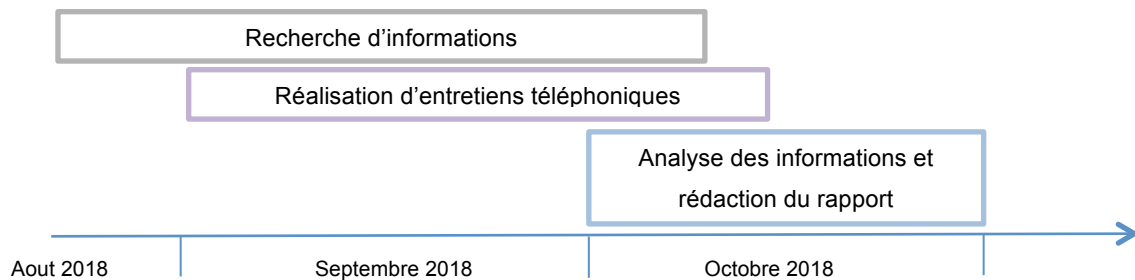 Recherche d’informations
Réalisation d’entretiens téléphoniques
Analyse des informations et
rédaction du rapport
Aout 2018
Septembre 2018
Octobre 2018